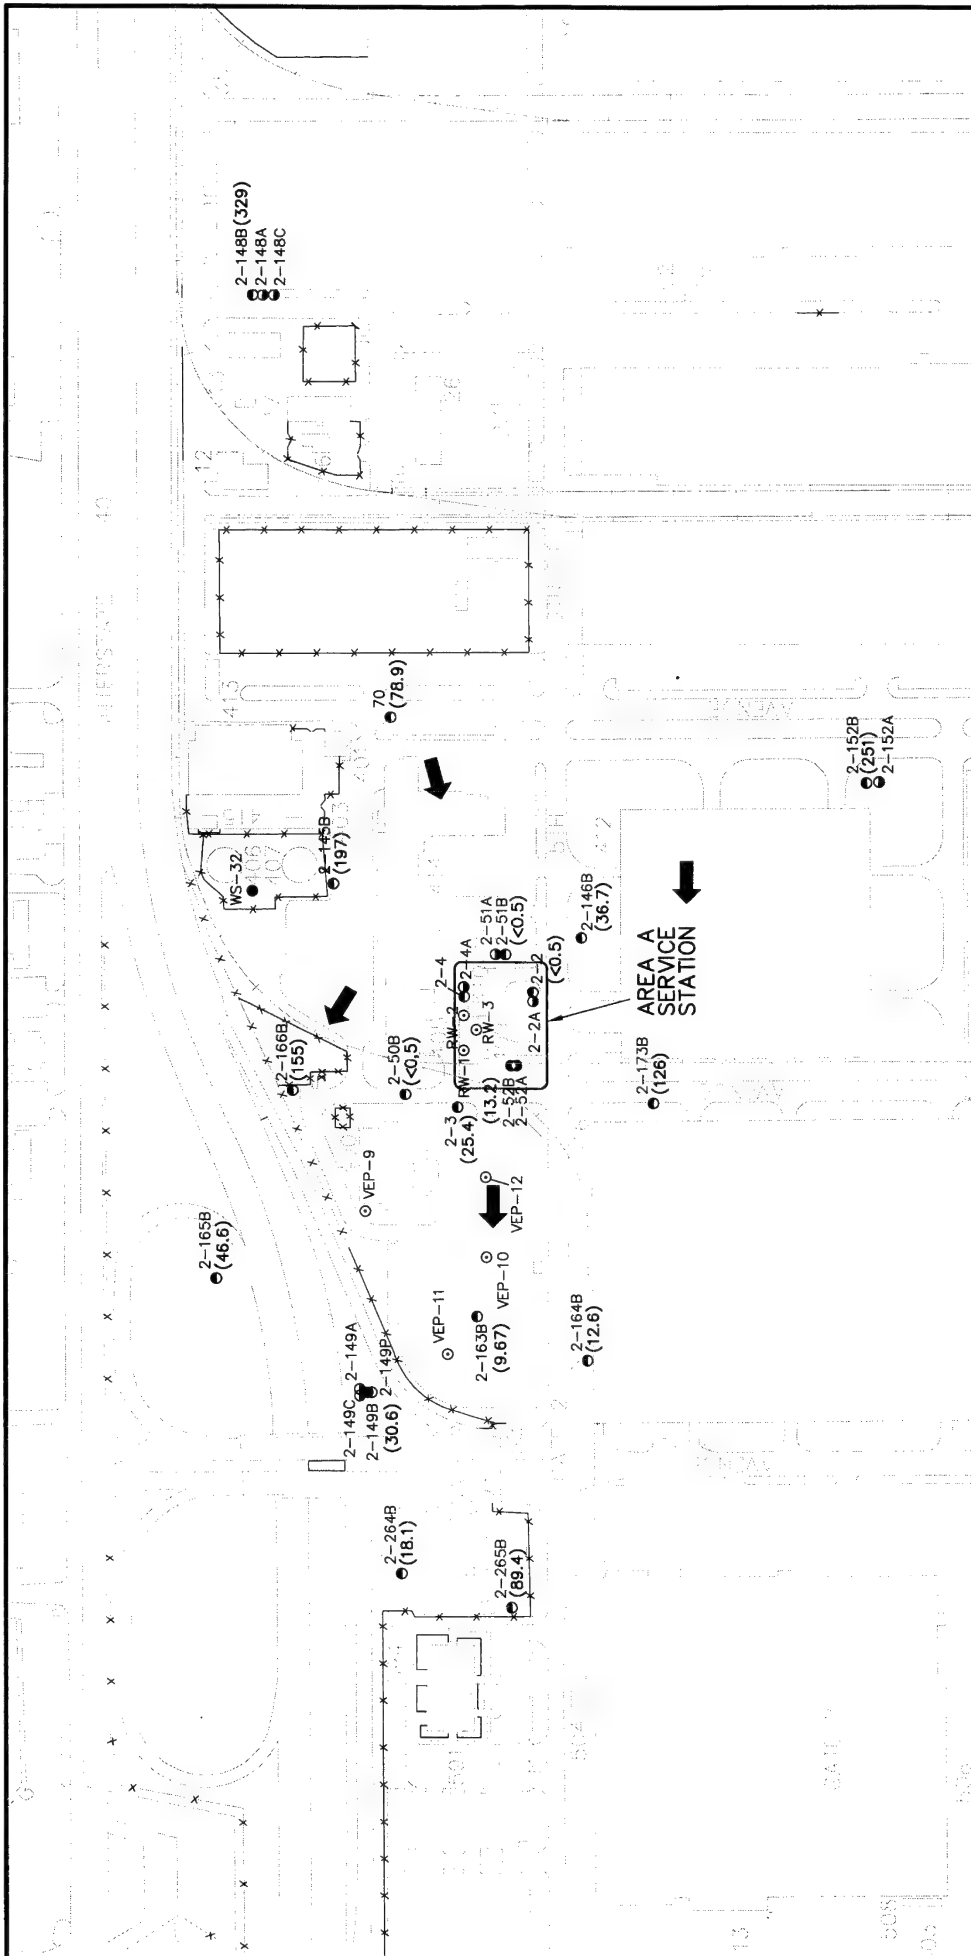 2-148B(329)
2-148A
2-148C
12
26
413
70
(78.9)
415
WS-32
2-145B
(197)
2-152B
(251)
2-152A
2-51A
2-51B
(<0.5)
2-146B
(36.7)
2-4
2-4A
RW-2
RW-3
RW-1
2-2
(<0.5)
2-2A
2-52B
(13.2)
2-52A
AREA A
SERVICE
STATION
2-166B
(155)
2-50B
(<0.5)
2-3
(25.4)
2-173B
(126)
VEP-9
VEP-12
2-165B
(46.6)
VEP-10
VEP-11
2-163B
(9.67)
2-164B
(12.6)
2-149A
2-149P
2-149C
2-149B
(30.6)
2-264B
(18.1)
2-265B
(89.4)